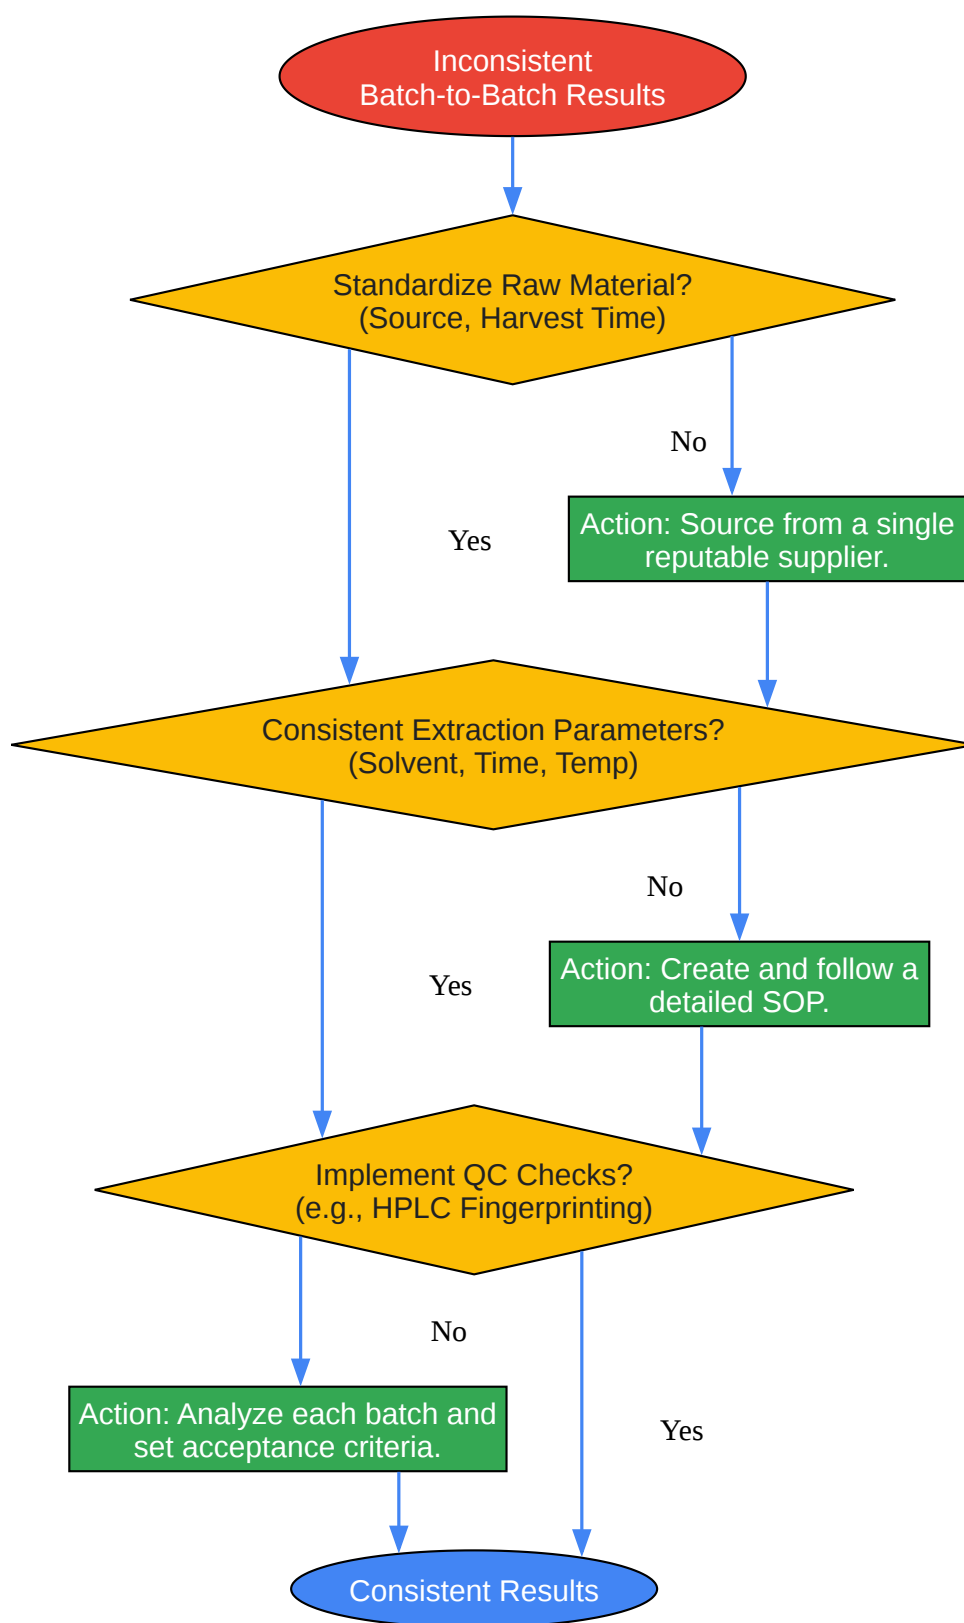 Inconsistent
Batch-to-Batch Results
Standardize Raw Material?
(Source, Harvest Time)
No
Action: Source from a single
reputable supplier.
Yes
Consistent Extraction Parameters?
(Solvent, Time, Temp)
No
Action: Create and follow a
detailed SOP.
Yes
Implement QC Checks?
(e.g., HPLC Fingerprinting)
No
Action: Analyze each batch and
set acceptance criteria.
Yes
Consistent Results